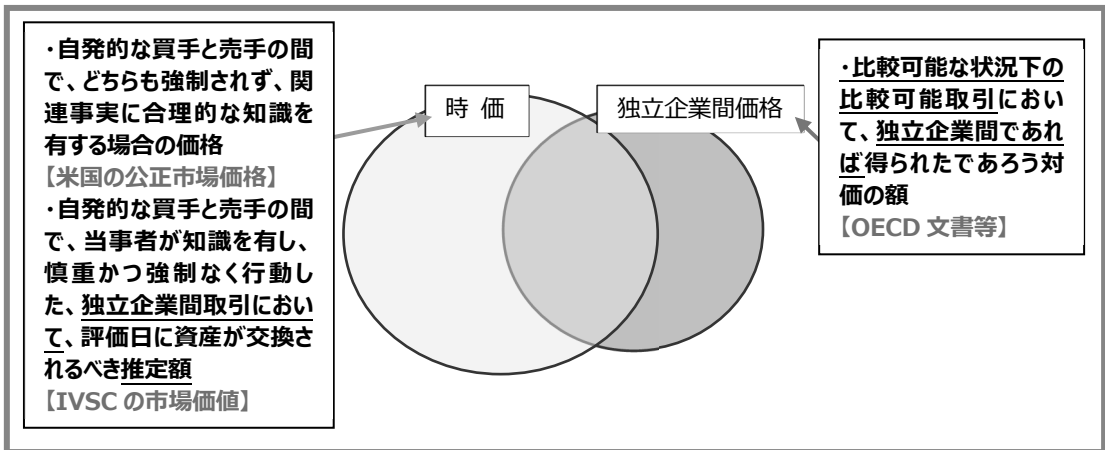 ・自発的な買手と売手の間
で、どちらも強制されず、関
連事実に合理的な知識を
有する場合の価格
【米国の公正市場価格】
・自発的な買手と売手の間
で、当事者が知識を有し、
慎重かつ強制なく行動し
た、独立企業間取引におい
て、評価日に資産が交換さ
れるべき推定額
【IVSC の市場価値】
時 価
独立企業間価格
・比較可能な状況下の
比較可能取引におい
て、独立企業間であれ
ば得られたであろう対
価の額
【OECD 文書等】